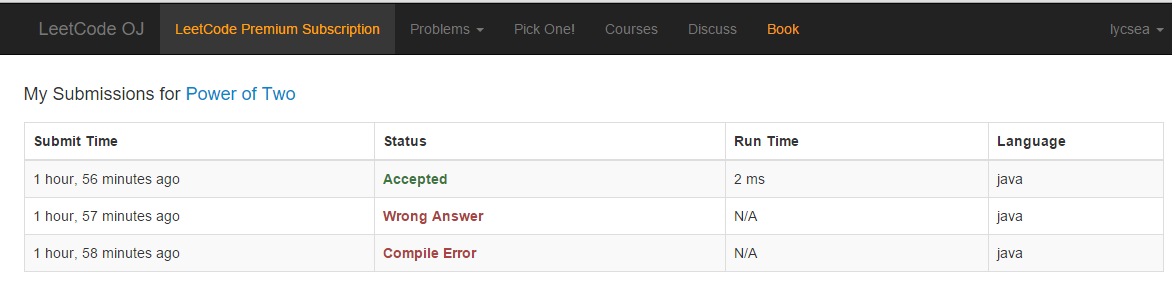 LeetCode OJ LeetCode Premium Subscription Problems Pick One! Courses Discuss Book lycsea
My Submissions for Power of Two
Submit Time Status Run Time Language
1 hour, 56 minutes ago Accepted 2 ms java
1 hour, 57 minutes ago Wrong Answer N/A java
1 hour, 58 minutes ago Compile Error N/A java